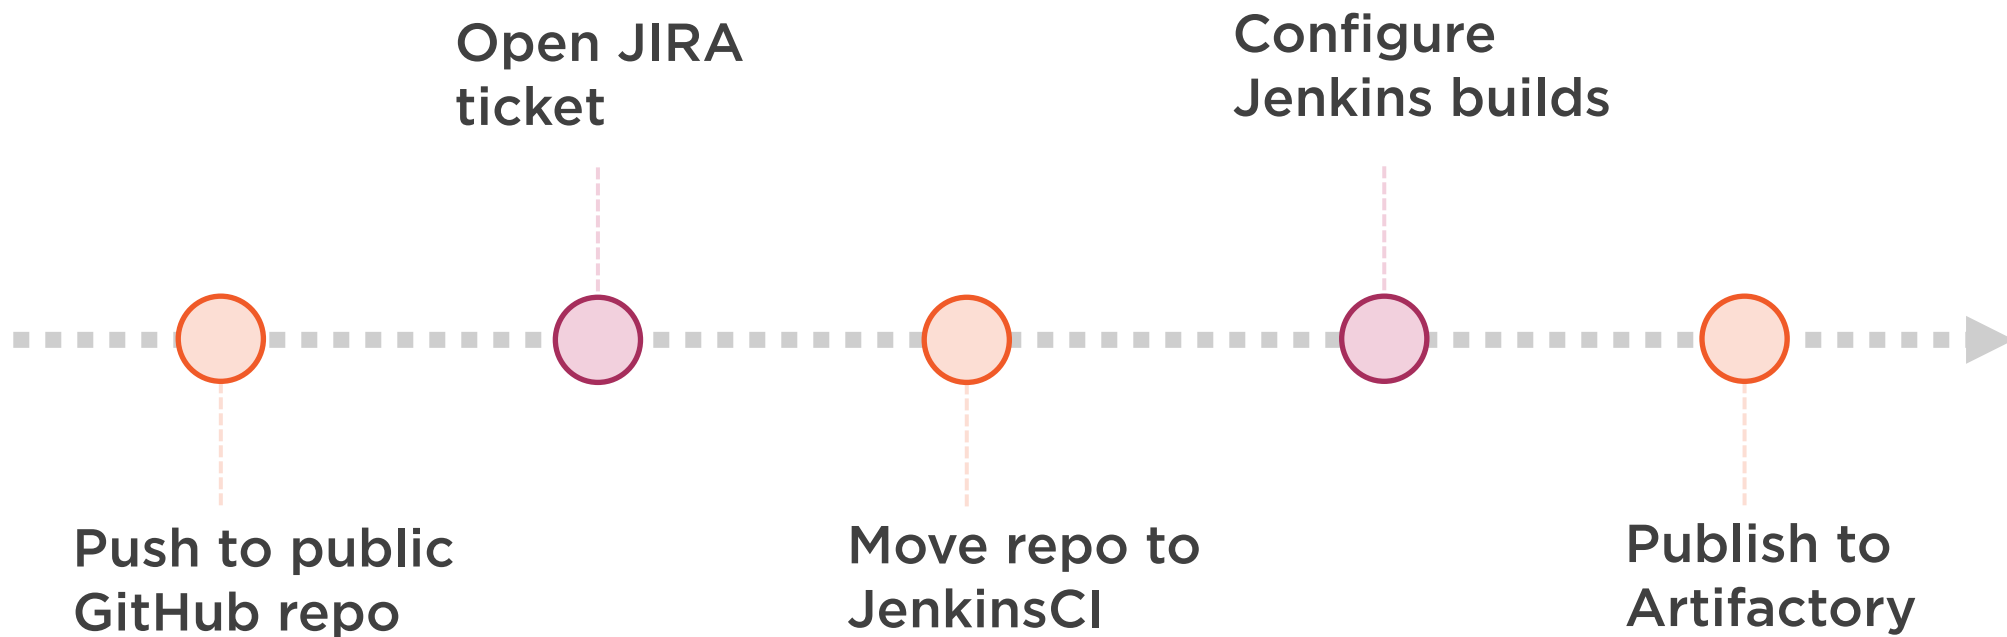 Push to public
GitHub repo
Open JIRA
ticket
Move repo to
JenkinsCI
Configure
Jenkins builds
Publish to
Artifactory